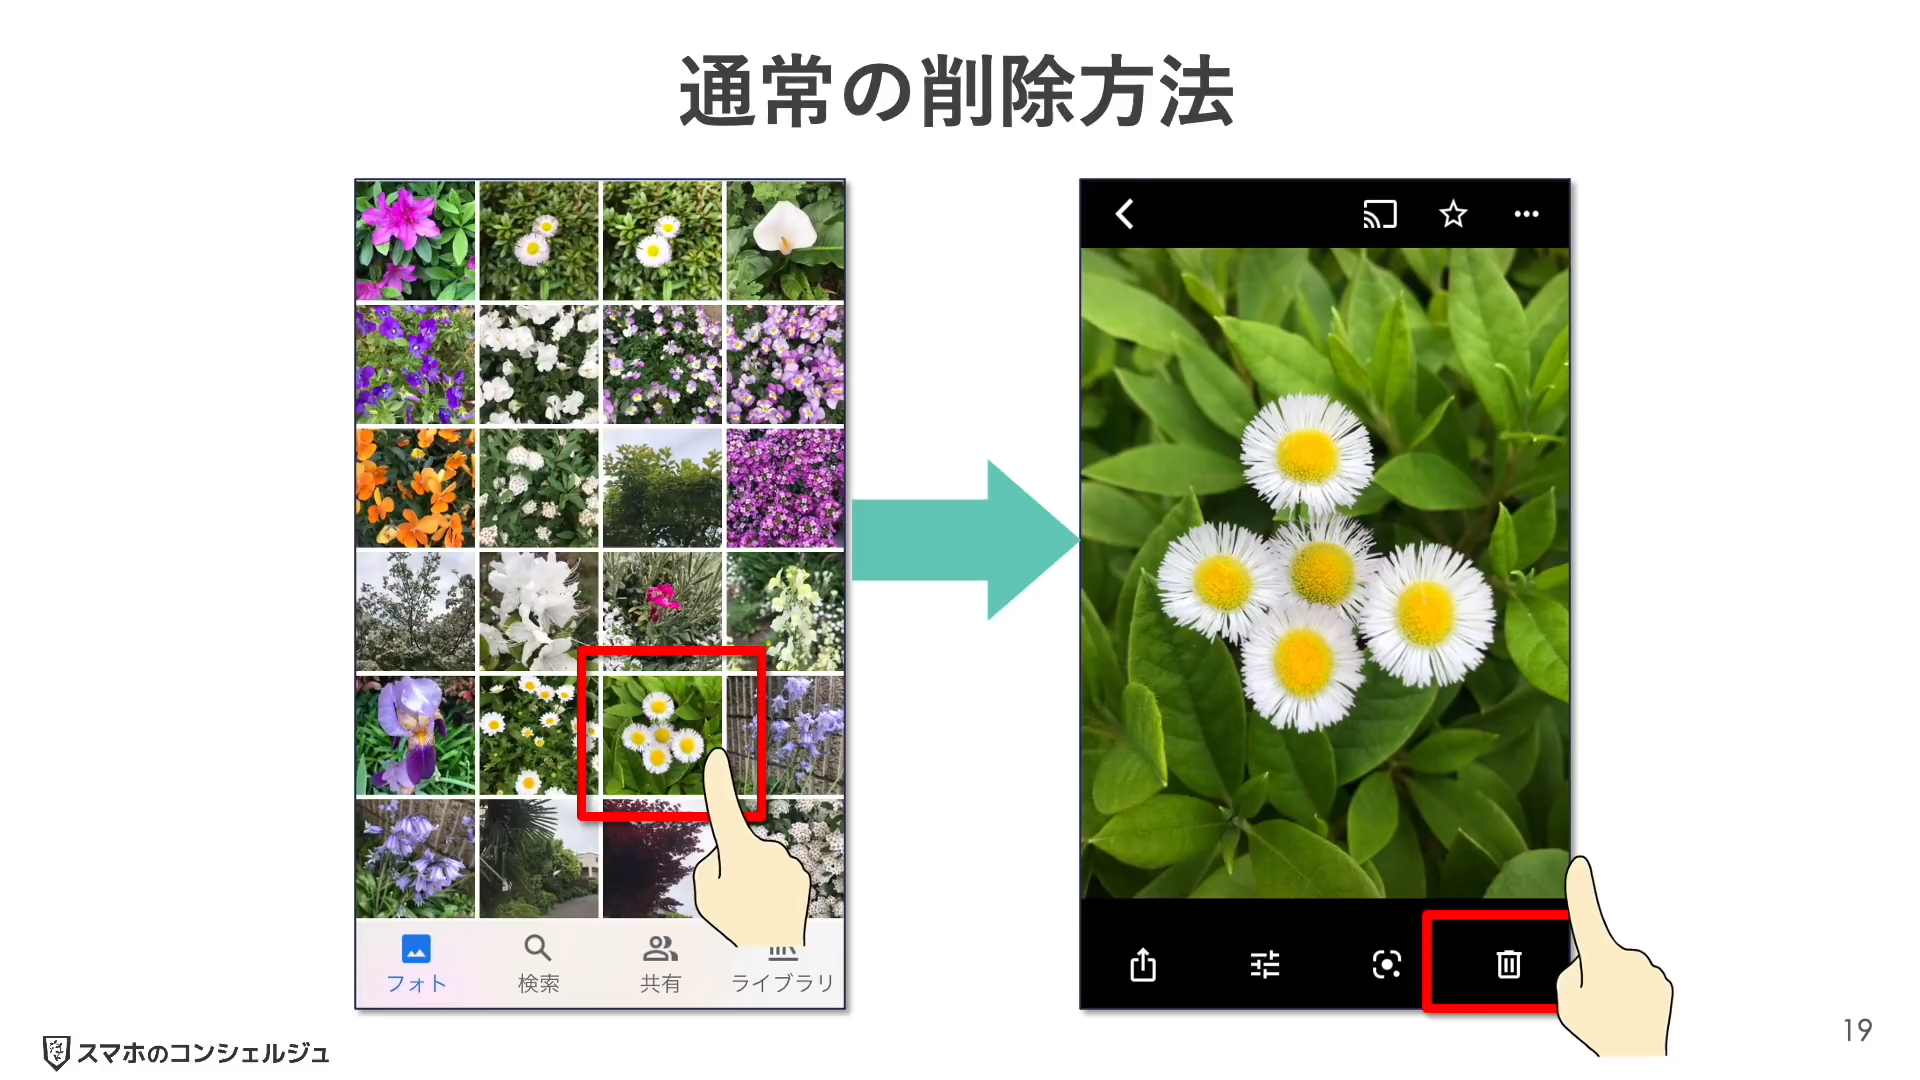 通常の削除方法
フォト
検索
共有
ライブラリ
スマホのコンシェルジュ
19